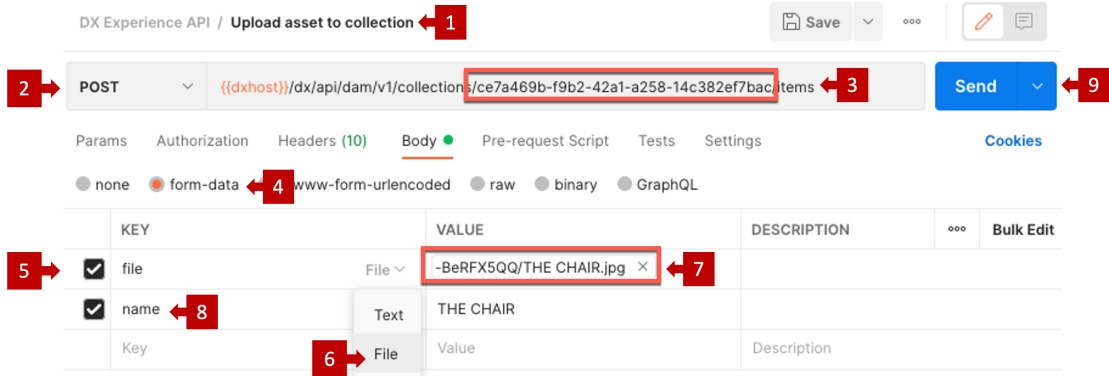 DX Experience API / Upload asset to collection 1 Save ooo
2 POST {{dxhost}}/dx/api/dam/v1/collections/ce7a469b-f9b2-42a1-a258-14c382ef7bac/items 3 Send 9
Params Authorization Headers (10) Body Pre-request Script Tests Settings Cookies
none form-data 4 www-form-urlencoded raw binary GraphQL
KEY VALUE DESCRIPTION ooo Bulk Edit
5 file File -BeRFX5QQ/THE CHAIR.jpg × 7
name 8 Text THE CHAIR
Key 6 File Value Description